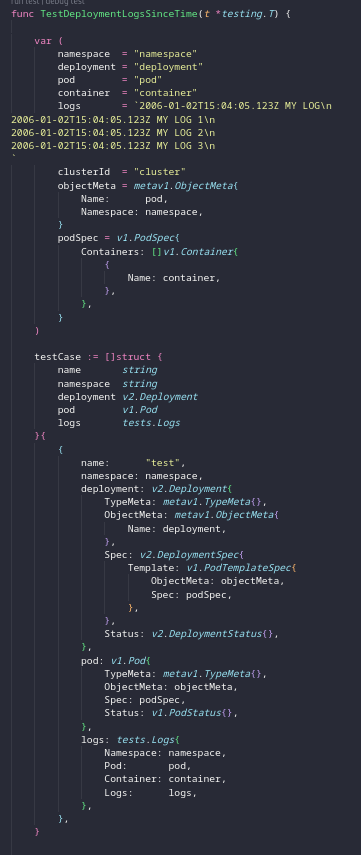 run test | debug test
func TestDeploymentLogsSinceTime(t *testing.T) {
var (
namespace = "namespace"
deployment = "deployment"
pod = "pod"
container = "container"
logs = `2006-01-02T15:04:05.123Z MY LOG\n
2006-01-02T15:04:05.123Z MY LOG 1\n
2006-01-02T15:04:05.123Z MY LOG 2\n
2006-01-02T15:04:05.123Z MY LOG 3\n
`
clusterId = "cluster"
objectMeta = metav1.ObjectMeta{
Name: pod,
Namespace: namespace,
}
podSpec = v1.PodSpec{
Containers: []v1.Container{
{
Name: container,
},
},
}
)
testCase := []struct {
name string
namespace string
deployment v2.Deployment
pod v1.Pod
logs tests.Logs
}{
{
name: "test",
namespace: namespace,
deployment: v2.Deployment{
TypeMeta: metav1.TypeMeta{},
ObjectMeta: metav1.ObjectMeta{
Name: deployment,
},
Spec: v2.DeploymentSpec{
Template: v1.PodTemplateSpec{
ObjectMeta: objectMeta,
Spec: podSpec,
},
},
Status: v2.DeploymentStatus{},
},
pod: v1.Pod{
TypeMeta: metav1.TypeMeta{},
ObjectMeta: objectMeta,
Spec: podSpec,
Status: v1.PodStatus{},
},
logs: tests.Logs{
Namespace: namespace,
Pod: pod,
Container: container,
Logs: logs,
},
},
}